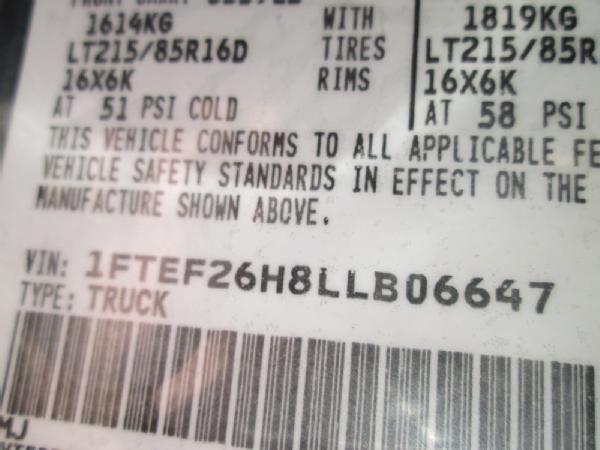 1614KG WITH 1819KG
LT215/85R16D TIRES LT215/85R
16X6K RIMS 16X6K
AT 51 PSI COLD AT 58 PSI
THIS VEHICLE CONFORMS TO ALL APPLICABLE FE
VEHICLE SAFETY STANDARDS IN EFFECT ON THE
MANUFACTURE SHOWN ABOVE.
VIN: 1FTEF26H8LLB06647
TYPE: TRUCK
MJ